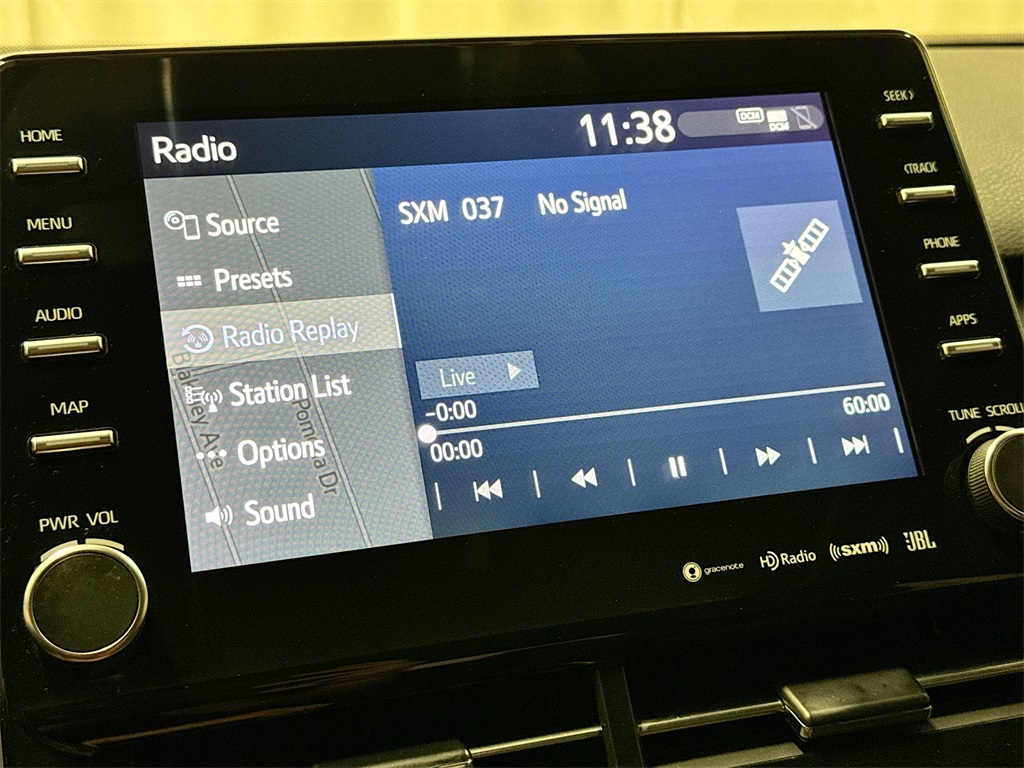 HOME
MENU
AUDIO
MAP
PWR VOL
Radio
11:38
DCM
DCM
Source
Presets
Radio Replay
Station List
Options
Sound
Pomona Dr
SXM 037 No Signal
Live
-0:00
60:00
00:00
SEEK›
‹TRACK
PHONE
APPS
TUNE SCROLL
gracenote
HD Radio
((sxm))
JBL